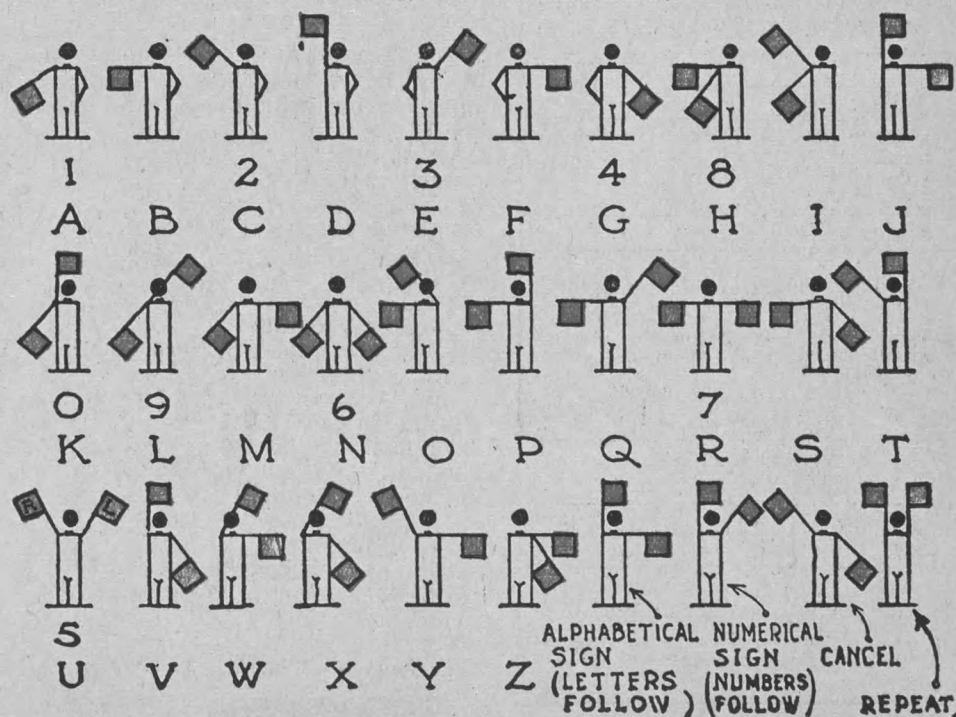 1 2 3 4 8
A B C D E F G H I J
0 9 6 7
K L M N O P Q R S T
R L
5
U V W X Y Z
ALPHABETICAL
SIGN
(LETTERS
FOLLOW)
NUMERICAL
SIGN
(NUMBERS
FOLLOW)
CANCEL
REPEAT